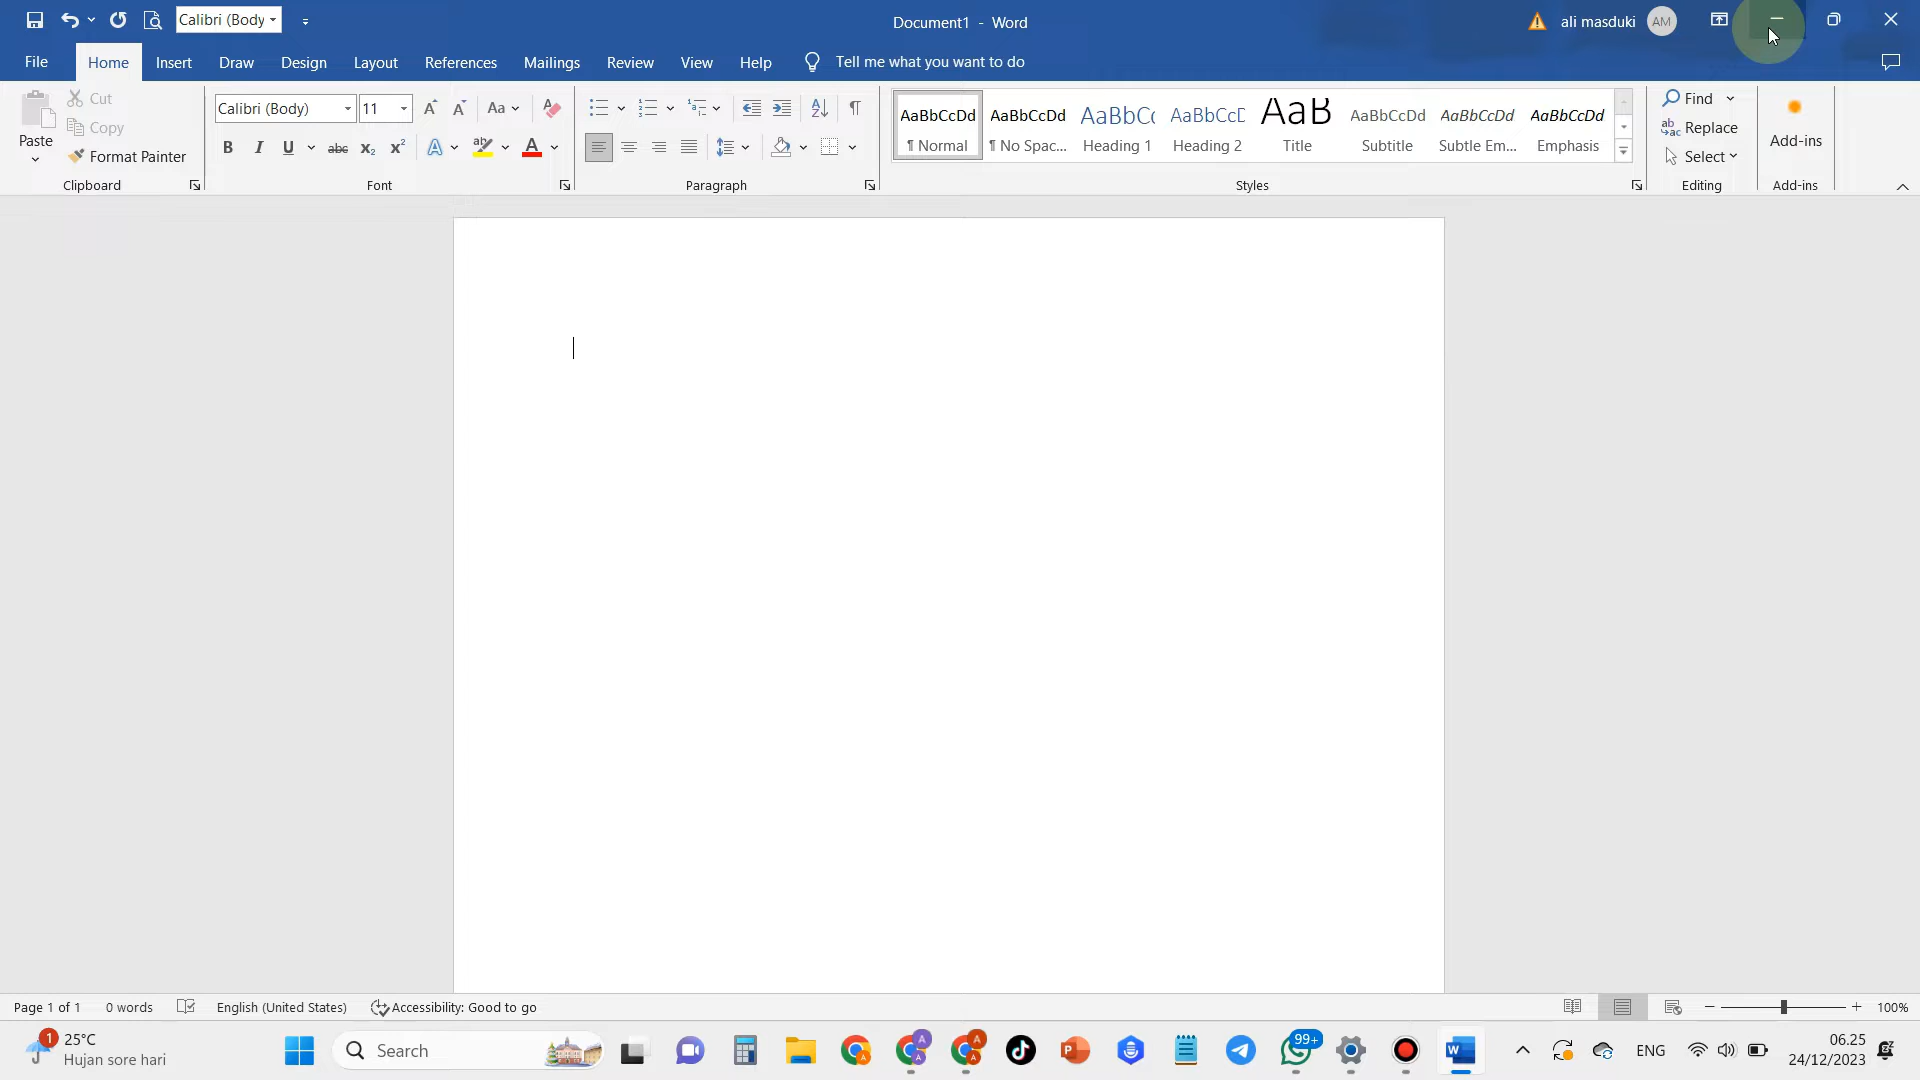 Calibri (Body
Document1 - Word
ali masduki AM
File Home Insert Draw Design Layout References Mailings Review View Help Tell me what you want to do
Paste
Cut
Copy
Format Painter
Clipboard
Calibri (Body) 11
Font
Paragraph
AaBbCcDd AaBbCcDd AaBbCc AaBbCcC AaB AaBbCcDd AaBbCcDd AaBbCcDd
¶ Normal ¶ No Spac... Heading 1 Heading 2 Title Subtitle Subtle Em... Emphasis
Styles
Find
Replace
Select
Editing
Add-ins
Add-ins
Page 1 of 1 0 words English (United States) Accessibility: Good to go 100%
1 25°C
Hujan sore hari
Search
99+
ENG
06.25
24/12/2023